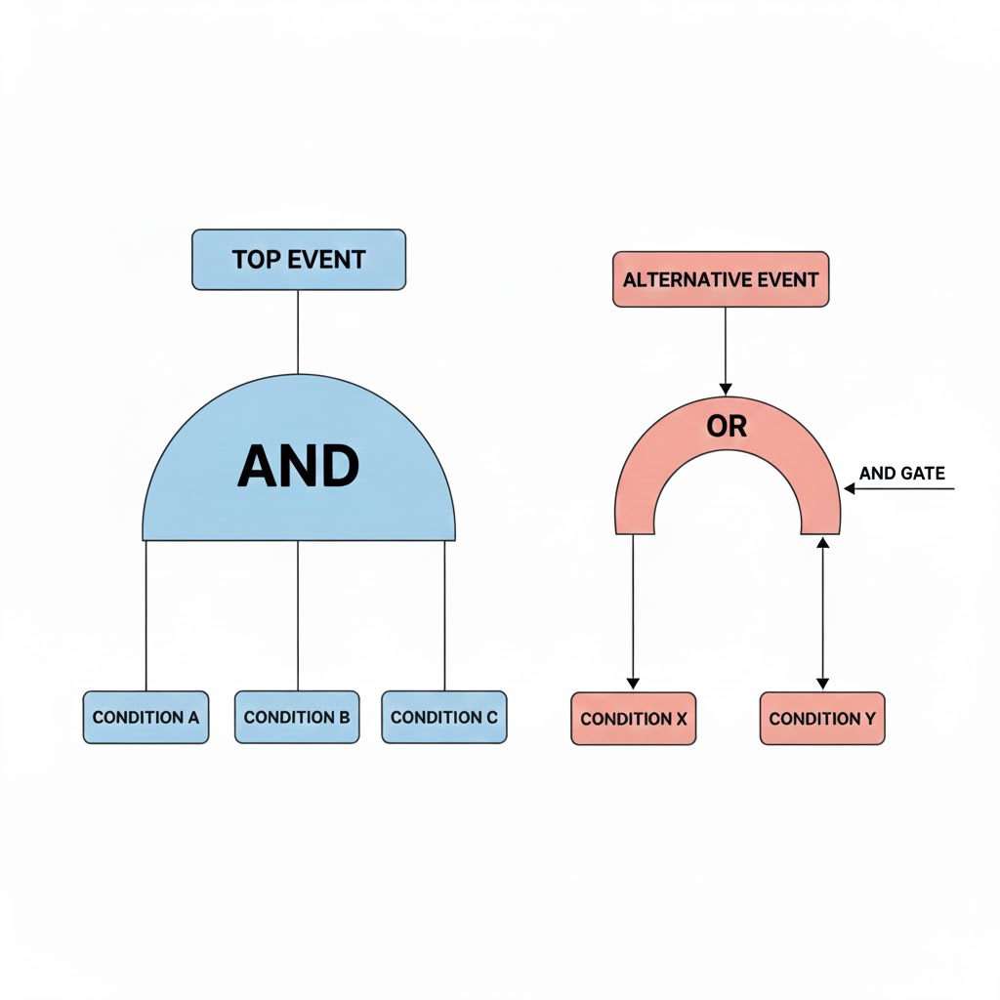 TOP EVENT
ALTERNATIVE EVENT
AND
OR
AND GATE
CONDITION A
CONDITION B
CONDITION C
CONDITION X
CONDITION Y